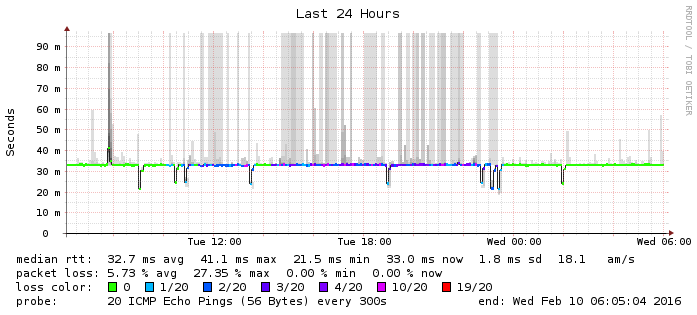 Last 24 Hours
RRDTOOL / TOBI OETIKER
Seconds
90 m
80 m
70 m
60 m
50 m
40 m
30 m
20 m
10 m
0
Tue 12:00 Tue 18:00 Wed 00:00 Wed 06:00
median rtt: 32.7 ms avg 41.1 ms max 21.5 ms min 33.0 ms now 1.8 ms sd 18.1 am/s
packet loss: 5.73 % avg 27.35 % max 0.00 % min 0.00 % now
loss color: 0 1/20 2/20 3/20 4/20 10/20 19/20
probe: 20 ICMP Echo Pings (56 Bytes) every 300s end: Wed Feb 10 06:05:04 2016